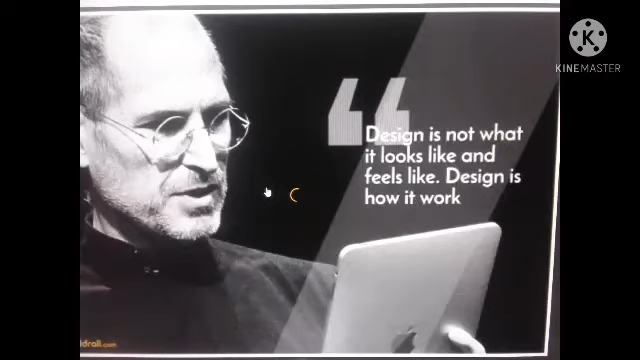 KINEMASTER
Design is not what
it looks like and
feels like. Design is
how it work